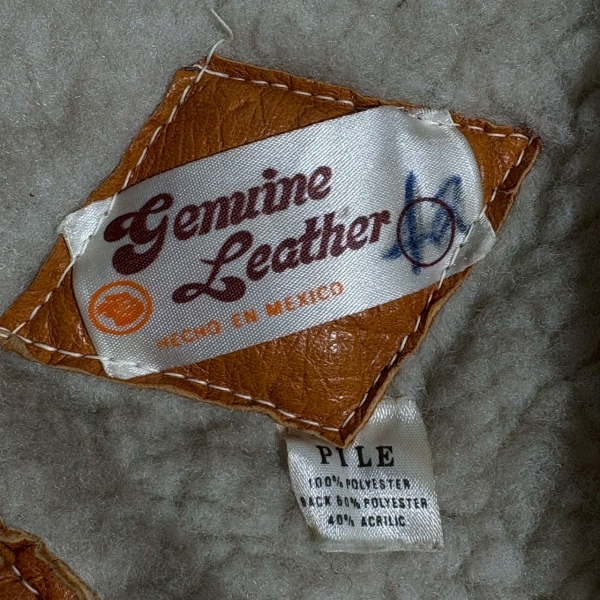 Genuine
Leather
HECHO EN MEXICO
PILE
100% POLYESTER
BACK 60% POLYESTER
40% ACRILIC